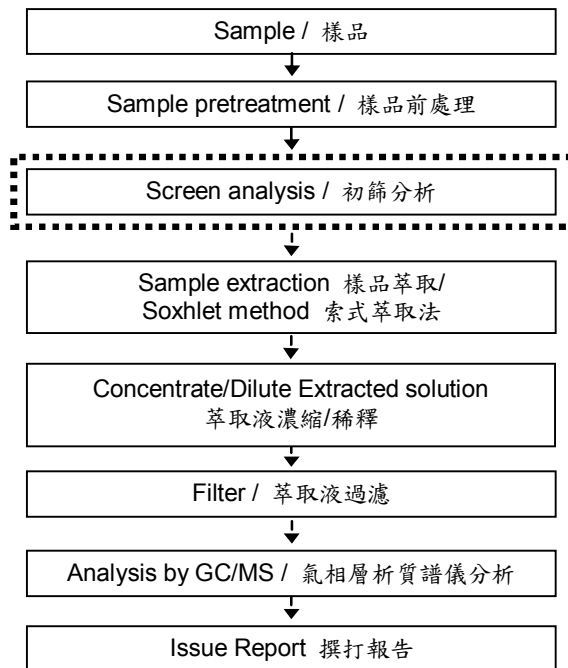 Sample / 樣品
Sample pretreatment / 樣品前處理
Screen analysis / 初篩分析
Sample extraction 樣品萃取/
Soxhlet method 索式萃取法
Concentrate/Dilute Extracted solution
萃取液濃縮/稀釋
Filter / 萃取液過濾
Analysis by GC/MS / 氣相層析質譜儀分析
Issue Report 撰打報告